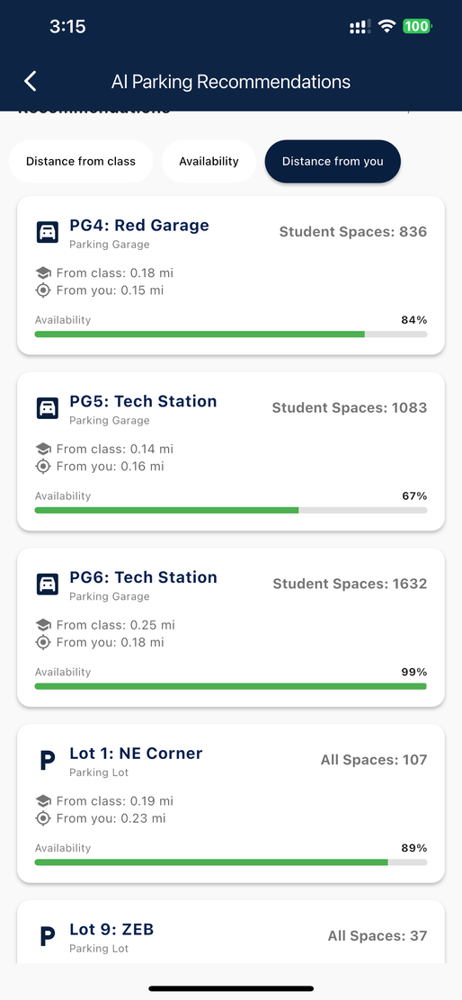 3:15
100
AI Parking Recommendations
Recommendations
Distance from class
Availability
Distance from you
PG4: Red Garage
Student Spaces: 836
Parking Garage
From class: 0.18 mi
From you: 0.15 mi
Availability
84%
PG5: Tech Station
Student Spaces: 1083
Parking Garage
From class: 0.14 mi
From you: 0.16 mi
Availability
67%
PG6: Tech Station
Student Spaces: 1632
Parking Garage
From class: 0.25 mi
From you: 0.18 mi
Availability
99%
P
Lot 1: NE Corner
All Spaces: 107
Parking Lot
From class: 0.19 mi
From you: 0.23 mi
Availability
89%
P
Lot 9: ZEB
All Spaces: 37
Parking Lot